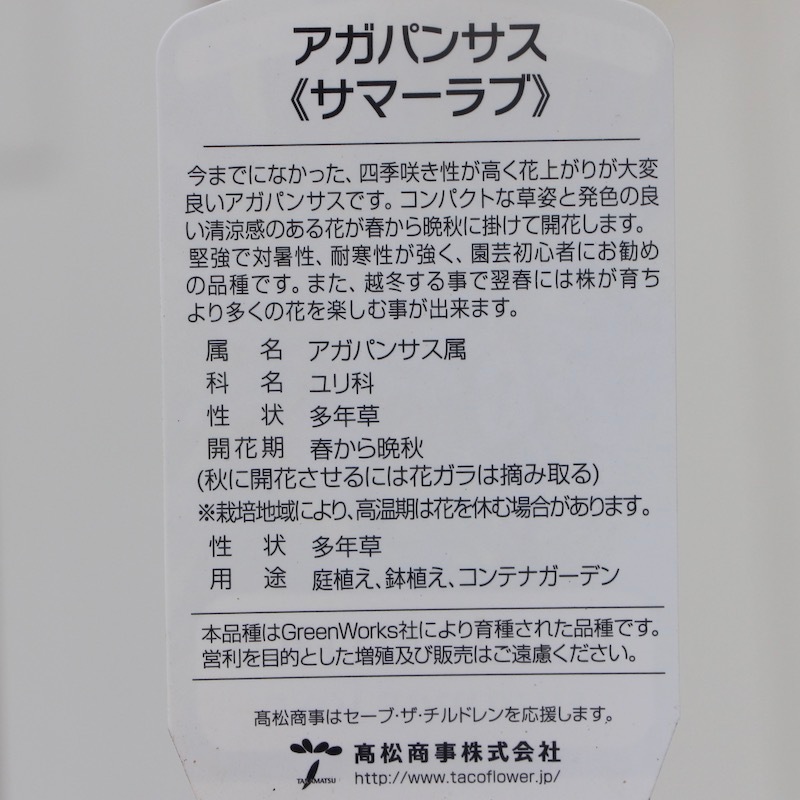 アガパンサス
《サマーラブ》
今までになかった、四季咲き性が高く花上がりが大変
良いアガパンサスです。コンパクトな草姿と発色の良
い清涼感のある花が春から晩秋に掛けて開花します。
堅強で対暑性、耐寒性が強く、園芸初心者にお勧め
の品種です。また、越冬する事で翌春には株が育ち
より多くの花を楽しむ事が出来ます。
属 名 アガパンサス属
科 名 ユリ科
性 状 多年草
開花期 春から晩秋
(秋に開花させるには花ガラは摘み取る)
※栽培地域により、高温期は花を休む場合があります。
性 状 多年草
用 途 庭植え、鉢植え、コンテナガーデン
本品種はGreenWorks社により育種された品種です。
営利を目的とした増殖及び販売はご遠慮ください。
髙松商事はセーブ・ザ・チルドレンを応援します。
TAKAMATSU 髙松商事株式会社
http://www.tacoflower.jp/